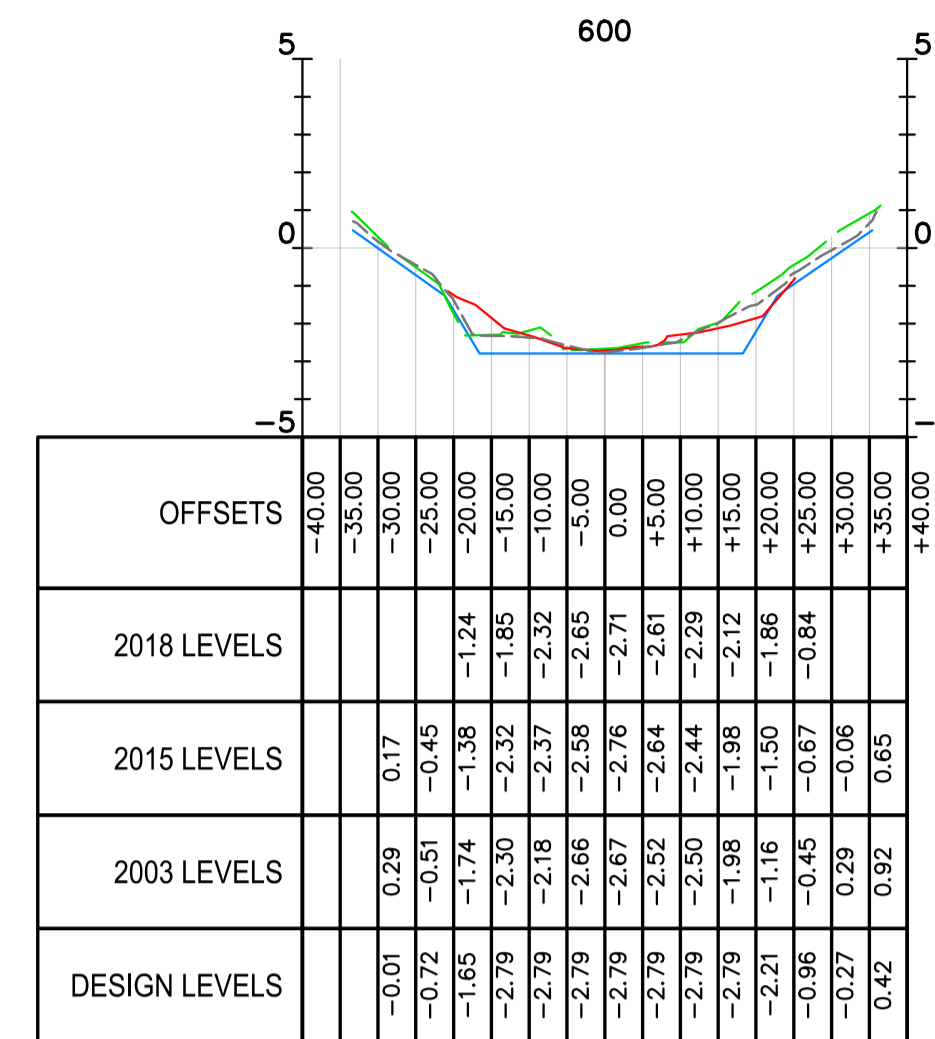 600
5 5
0 0
−5 −
OFFSETS −40.00 −35.00 −30.00 −25.00 −20.00 −15.00 −10.00 −5.00 0.00 +5.00 +10.00 +15.00 +20.00 +25.00 +30.00 +35.00 +40.00
2018 LEVELS −1.24 −1.85 −2.32 −2.65 −2.71 −2.61 −2.29 −2.12 −1.86 −0.84
2015 LEVELS 0.17 −0.45 −1.38 −2.32 −2.37 −2.58 −2.76 −2.64 −2.44 −1.98 −1.50 −0.67 −0.06 0.65
2003 LEVELS 0.29 −0.51 −1.74 −2.30 −2.18 −2.66 −2.67 −2.52 −2.50 −1.98 −1.16 −0.45 0.29 0.92
DESIGN LEVELS −0.01 −0.72 −1.65 −2.79 −2.79 −2.79 −2.79 −2.79 −2.79 −2.79 −2.21 −0.96 −0.27 0.42